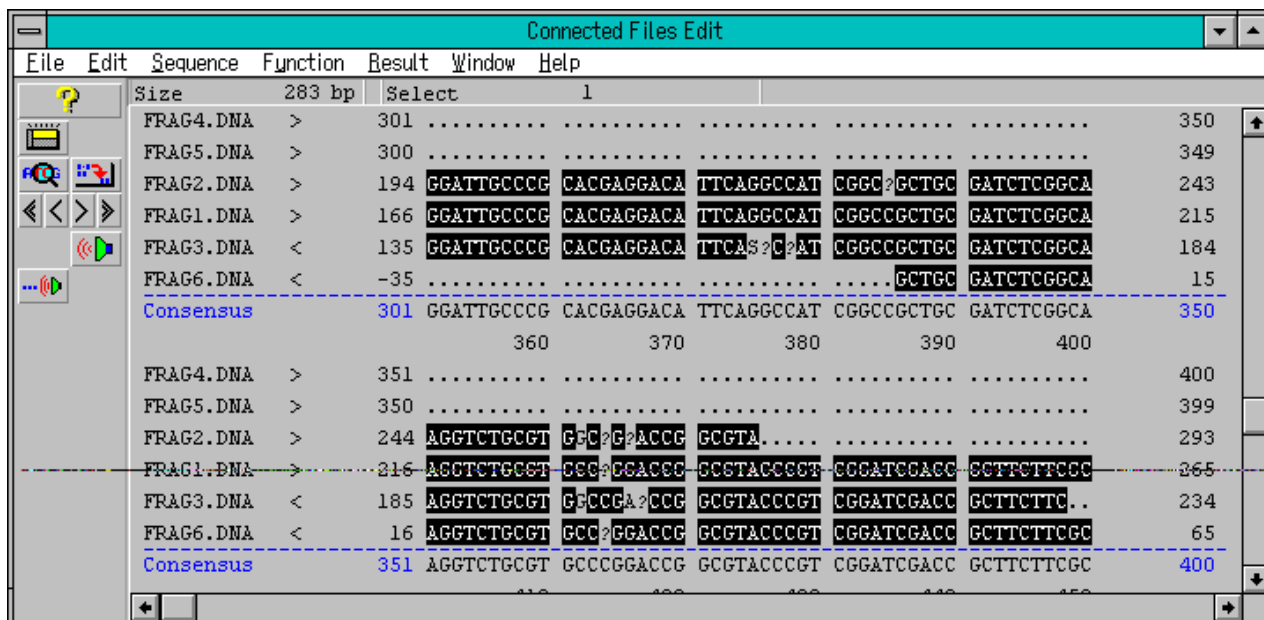 Connected Files Edit
File Edit Sequence Function Result Window Help
Size 283 bp Select 1
FRAG4.DNA > 301 .......... .......... .......... .......... .......... 350
FRAG5.DNA > 300 .......... .......... .......... .......... .......... 349
FRAG2.DNA > 194 GGATTGCCCG CACGAGGACA TTCAGGCCAT CGGC?GCTGC GATCTCGGCA 243
FRAG1.DNA > 166 GGATTGCCCG CACGAGGACA TTCAGGCCAT CGGCCGCTGC GATCTCGGCA 215
FRAG3.DNA < 135 GGATTGCCCG CACGAGGACA TTCAS?C?AT CGGCCGCTGC GATCTCGGCA 184
FRAG6.DNA < -35 .......... .......... .......... .....GCTGC GATCTCGGCA 15
Consensus 301 GGATTGCCCG CACGAGGACA TTCAGGCCAT CGGCCGCTGC GATCTCGGCA 350
360 370 380 390 400
FRAG4.DNA > 351 .......... .......... .......... .......... .......... 400
FRAG5.DNA > 350 .......... .......... .......... .......... .......... 399
FRAG2.DNA > 244 AGGTCTGCGT GGC?G?ACCG GCGTA..... .......... .......... 293
FRAG1.DNA > 216 AGGTCTGCGT GCC?GGACCG GCGTACCCGT CGGATCGACC GCTTCTTCGC 265
FRAG3.DNA < 185 AGGTCTGCGT GGCCGA?CCG GCGTACCCGT CGGATCGACC GCTTCTTC.. 234
FRAG6.DNA < 16 AGGTCTGCGT GCC?GGACCG GCGTACCCGT CGGATCGACC GCTTCTTCGC 65
Consensus 351 AGGTCTGCGT GCCCGGACCG GCGTACCCGT CGGATCGACC GCTTCTTCGC 400